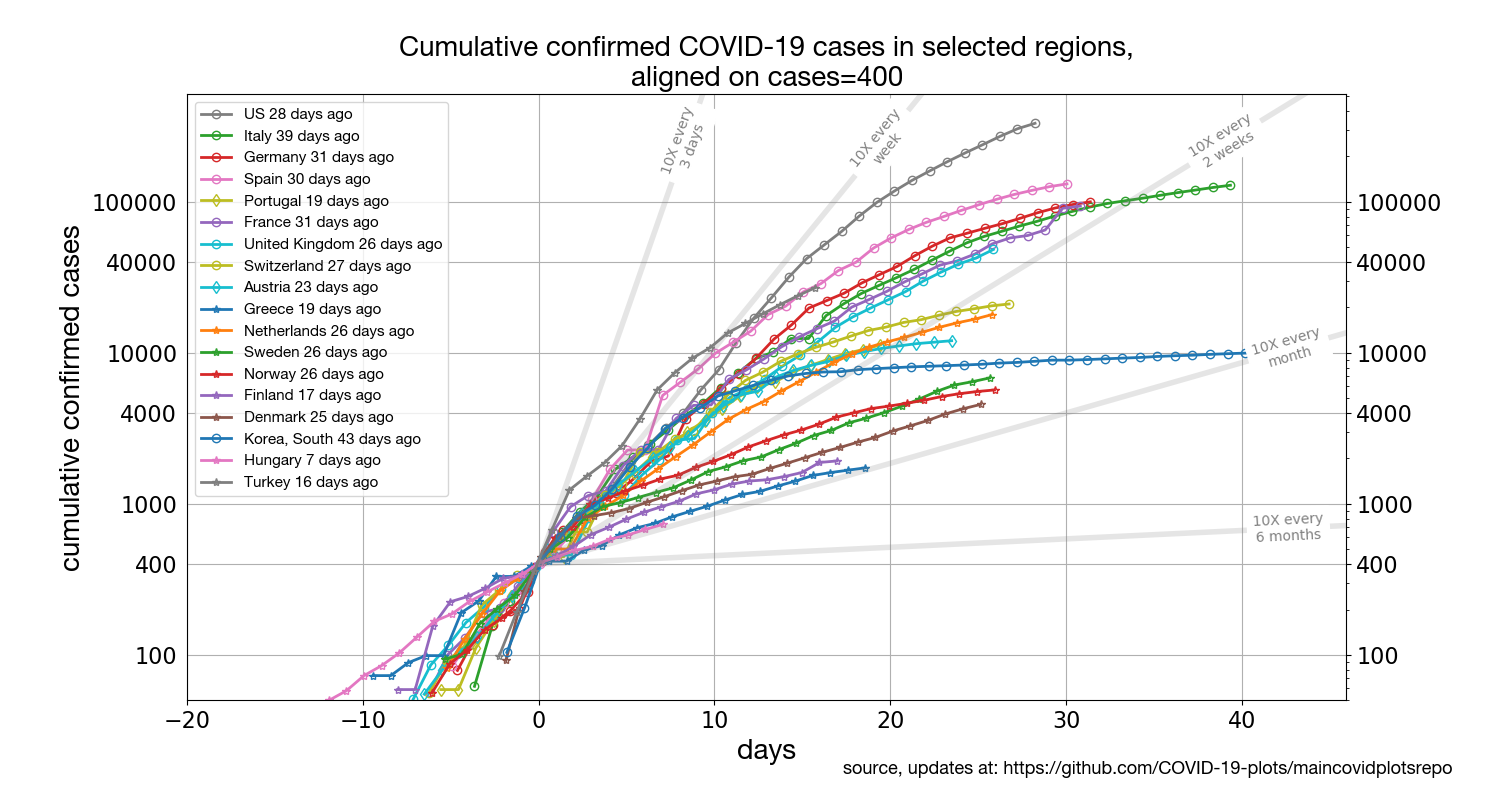 Cumulative confirmed COVID-19 cases in selected regions,
aligned on cases=400
US 28 days ago
Italy 39 days ago
Germany 31 days ago
Spain 30 days ago
Portugal 19 days ago
France 31 days ago
United Kingdom 26 days ago
Switzerland 27 days ago
Austria 23 days ago
Greece 19 days ago
Netherlands 26 days ago
Sweden 26 days ago
Norway 26 days ago
Finland 17 days ago
Denmark 25 days ago
Korea, South 43 days ago
Hungary 7 days ago
Turkey 16 days ago
10X every
3 days
10X every
week
10X every
2 weeks
10X every
month
10X every
6 months
cumulative confirmed cases
100000
40000
10000
4000
1000
400
100
100000
40000
10000
4000
1000
400
100
−20
−10
0
10
20
30
40
days
source, updates at: https://github.com/COVID-19-plots/maincovidplotsrepo